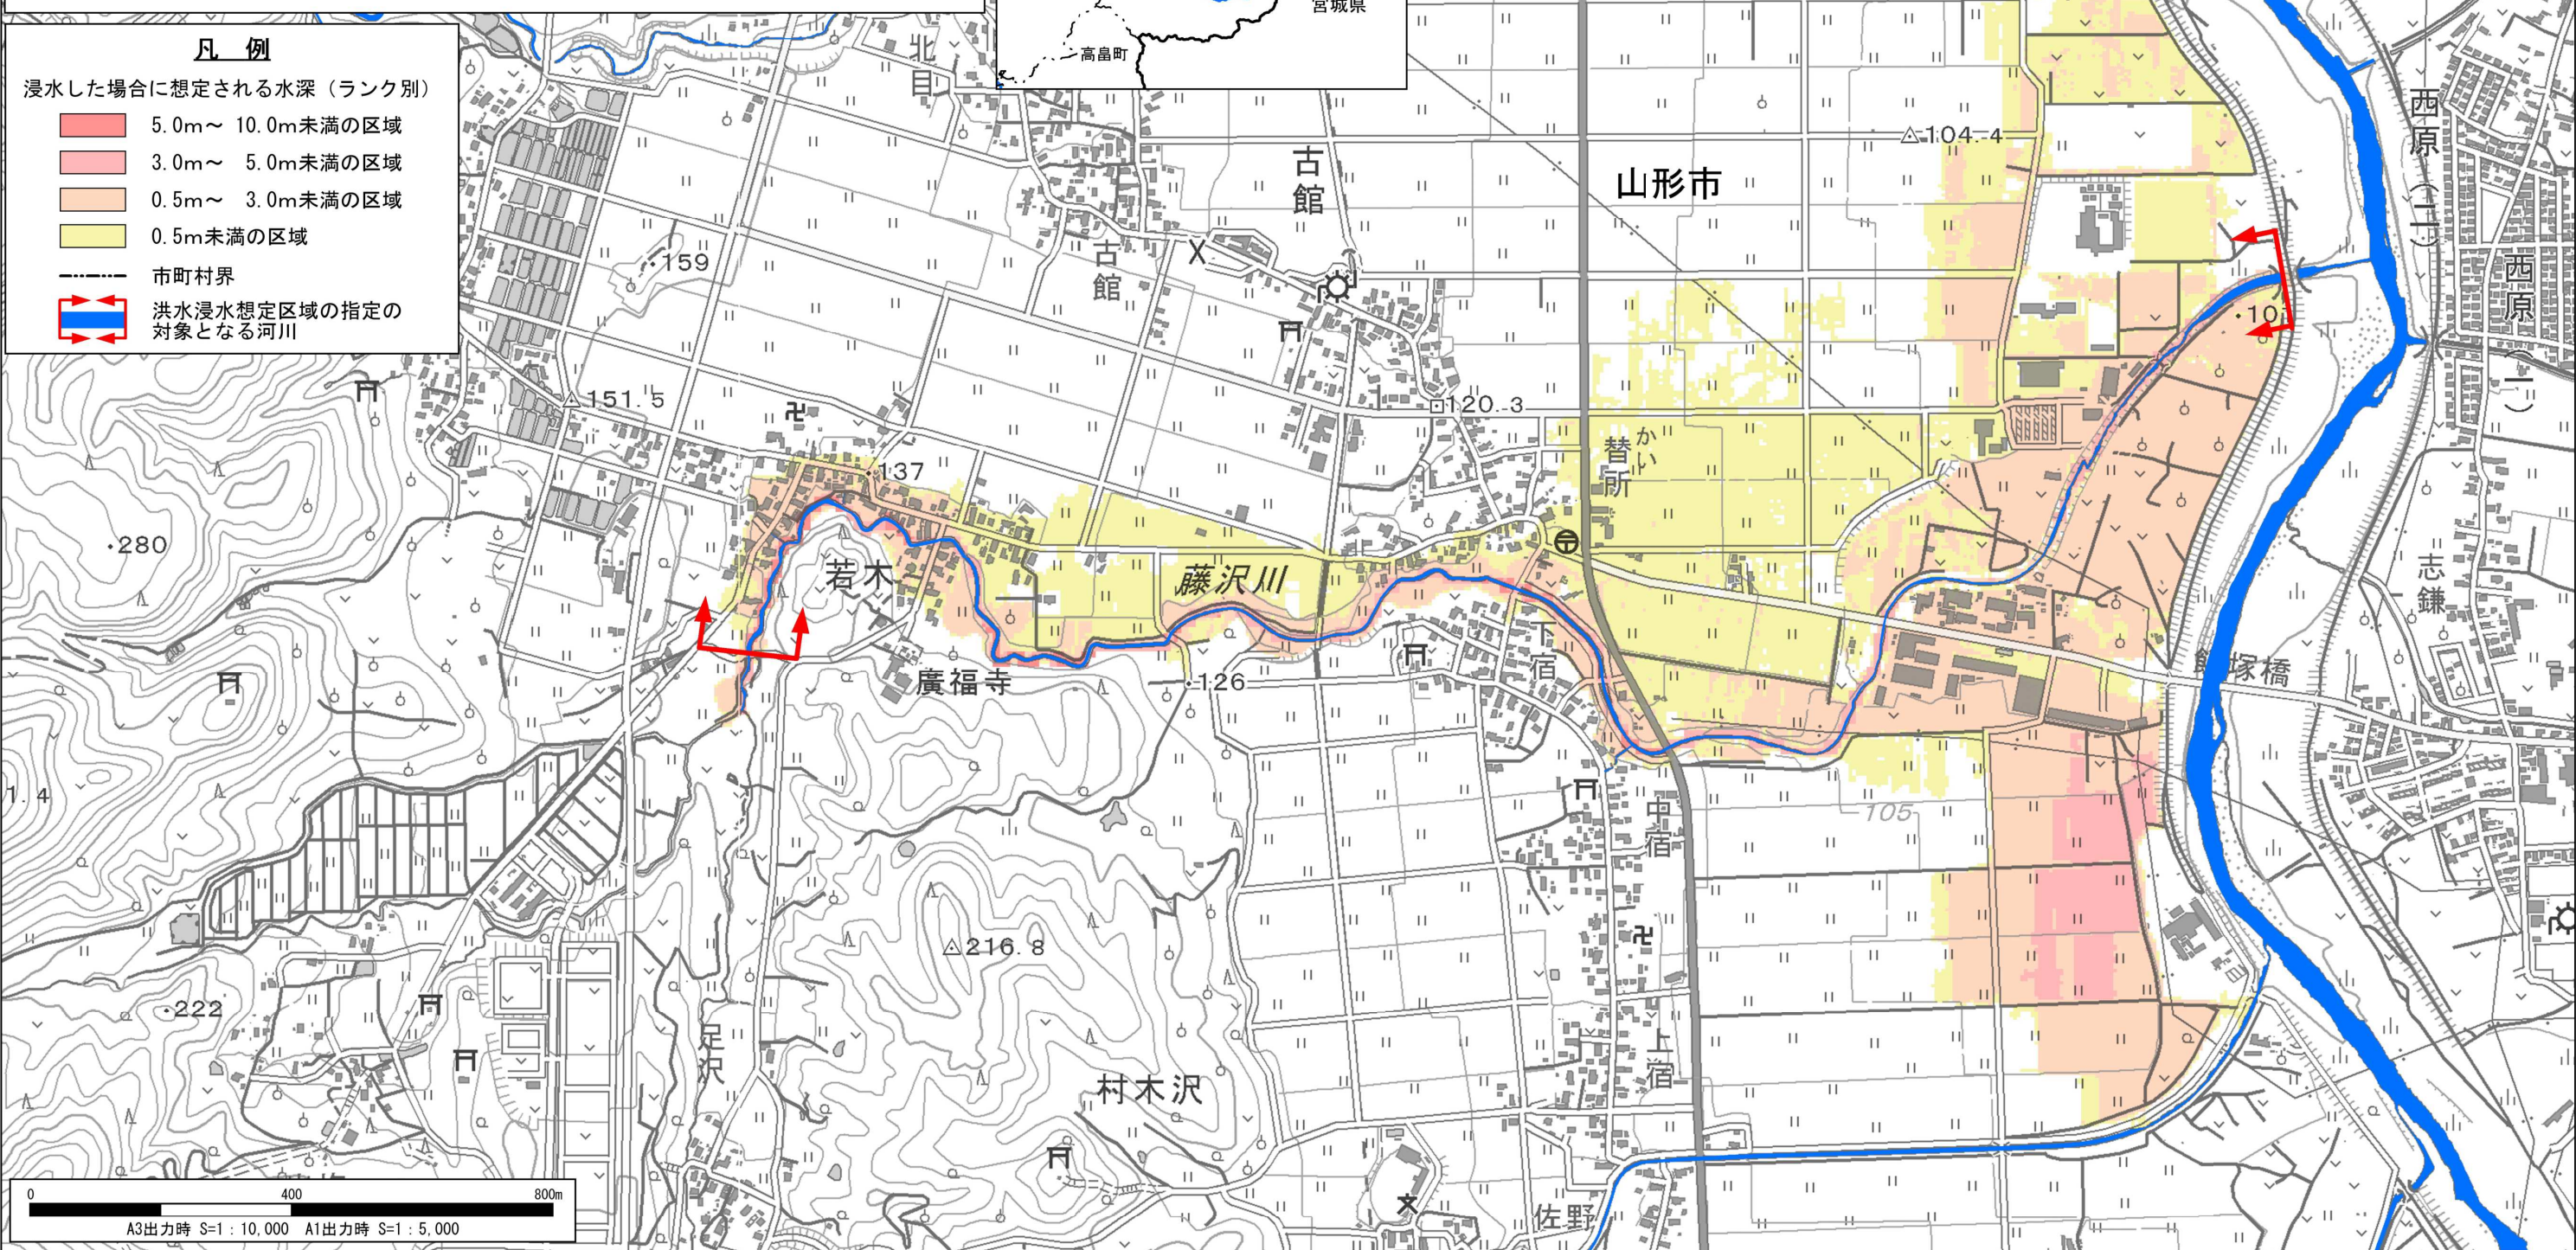 宮城県
高畠町
凡 例
浸水した場合に想定される水深（ランク別）
5.0m～ 10.0m未満の区域
3.0m～ 5.0m未満の区域
0.5m～ 3.0m未満の区域
0.5m未満の区域
市町村界
洪水浸水想定区域の指定の
対象となる河川
北目
古館
山形市
104.4
西原(二)
西原(一)
159
古館
10
151.5
120.3
替所
かい
137
280
若木
藤沢川
志鎌
下宿
廣福寺
126
飯塚橋
1.4
105
中宿
216.8
222
足沢
上宿
村木沢
佐野
0 400 800m
A3出力時 S=1：10,000 A1出力時 S=1：5,000